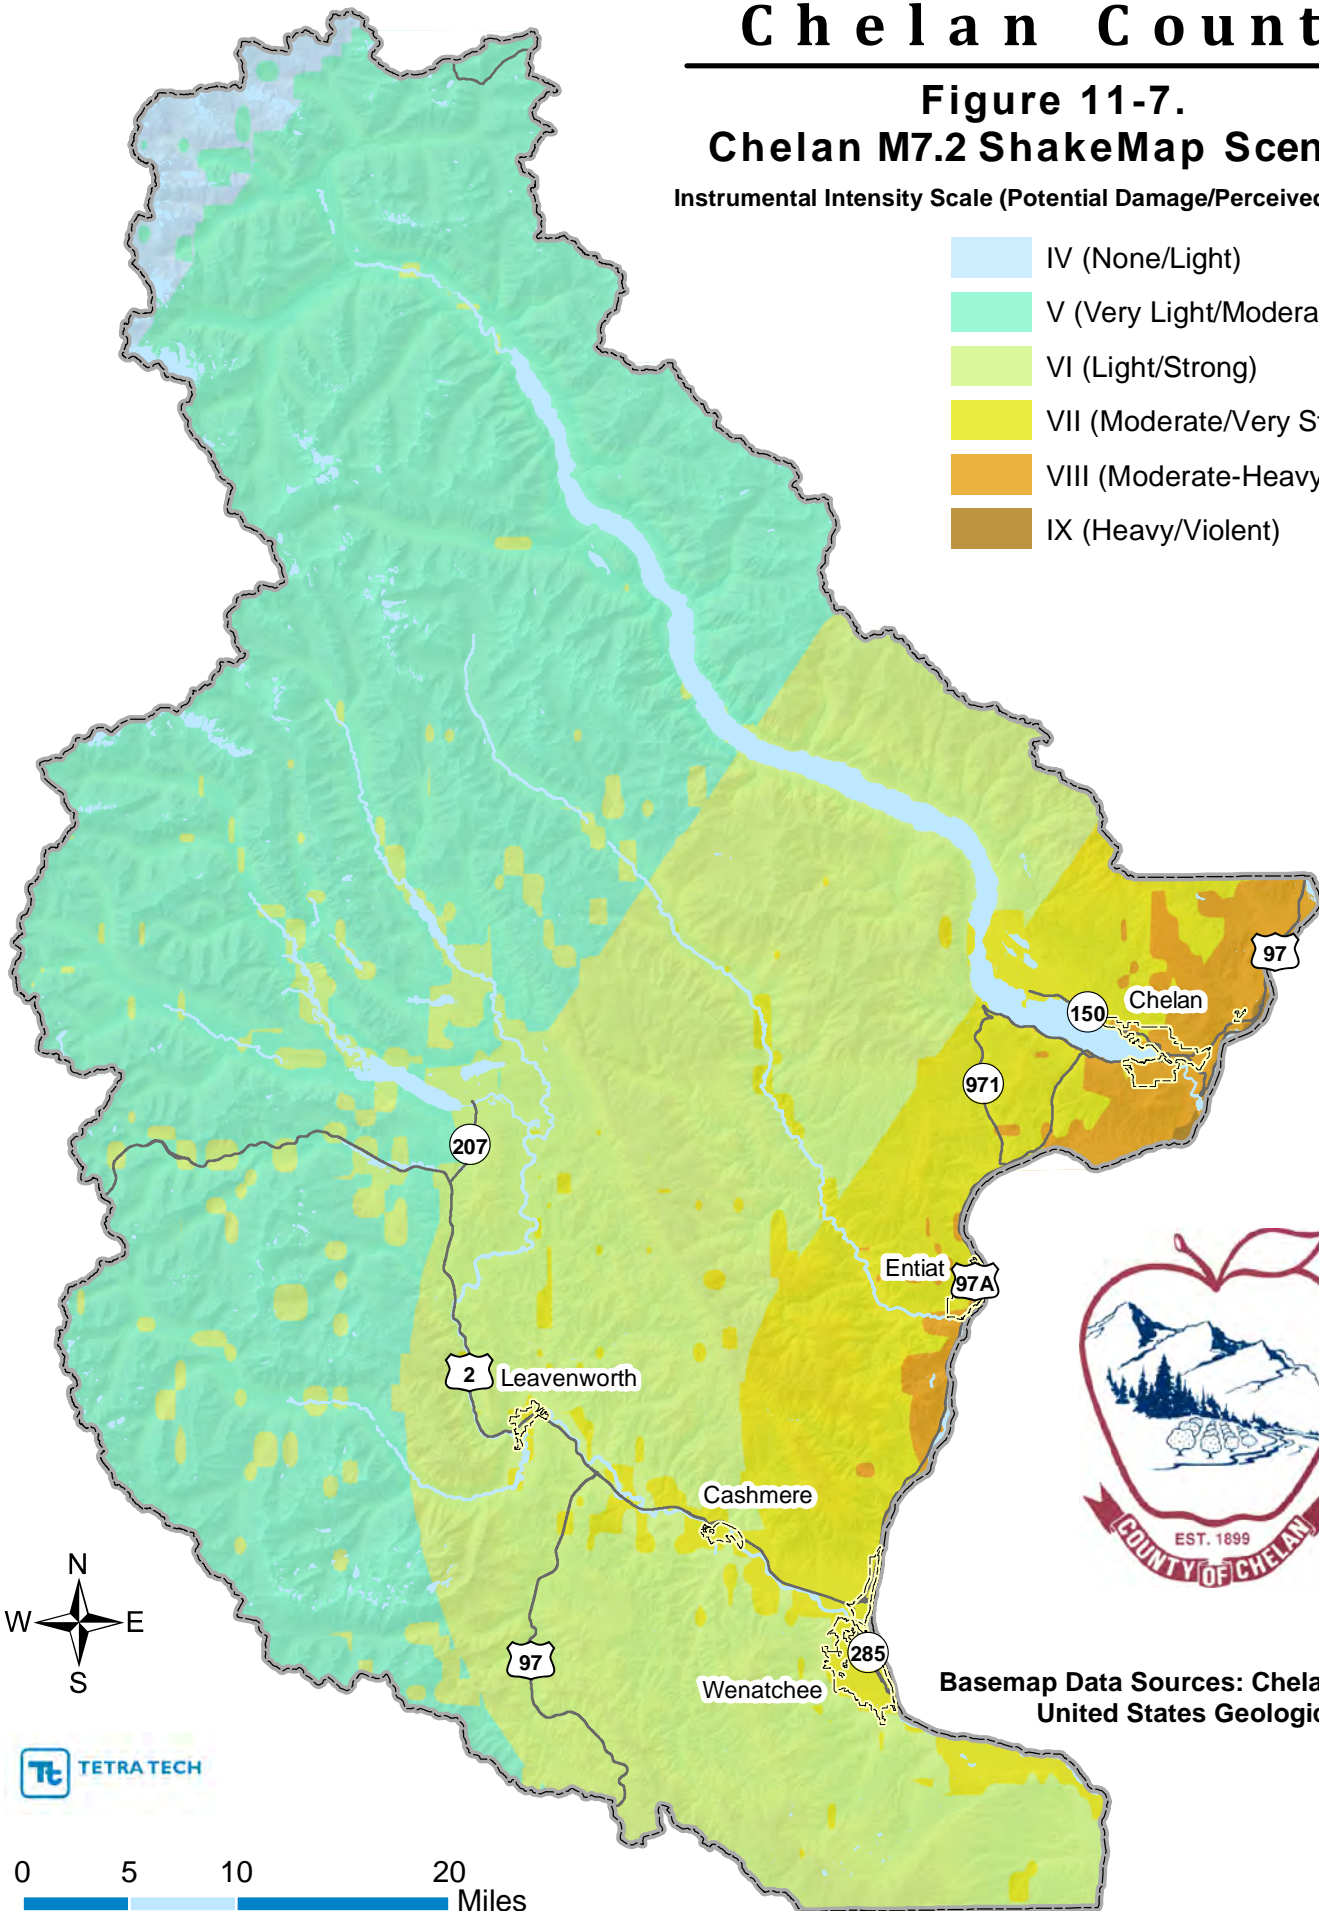 Chelan Count
Figure 11-7.
Chelan M7.2 ShakeMap Scen
Instrumental Intensity Scale (Potential Damage/Perceived
IV (None/Light)
V (Very Light/Modera
VI (Light/Strong)
VII (Moderate/Very S
VIII (Moderate-Heavy
IX (Heavy/Violent)
97
Chelan
150
971
207
Entiat
97A
2
Leavenworth
Cashmere
EST. 1899
COUNTY OF CHELAN
N
W E
S
97
285
Wenatchee
Basemap Data Sources: Chela
United States Geologi
Tt TETRA TECH
0 5 10 20
Miles